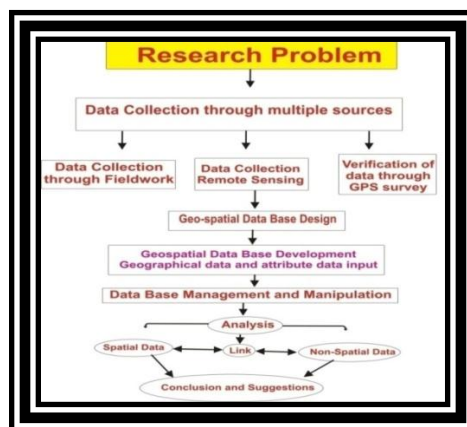 Research Problem
Data Collection through multiple sources
Data Collection
through Fieldwork
Data Collection
Remote Sensing
Verification of
data through
GPS survey
Geo-spatial Data Base Design
Geospatial Data Base Development
Geographical data and attribute data input
Data Base Management and Manipulation
Analysis
Spatial Data
Link
Non-Spatial Data
Conclusion and Suggestions